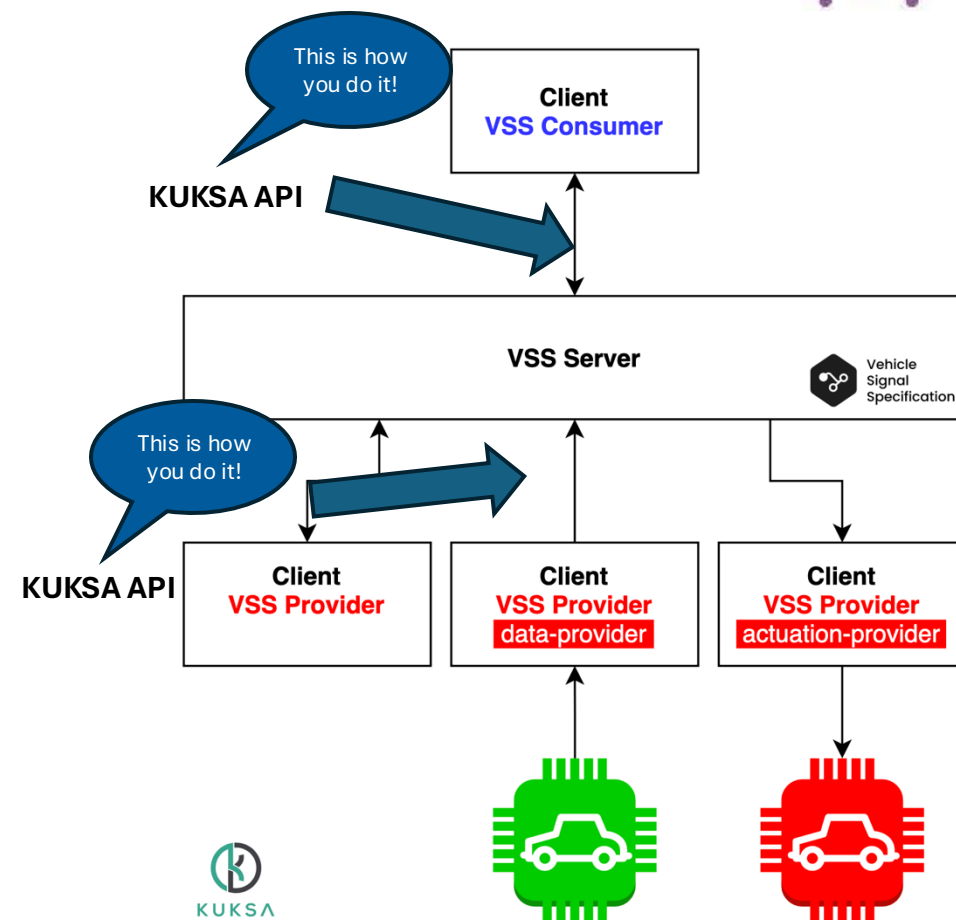 This is how
you do it!
Client
VSS Consumer
KUKSA API
VSS Server
Vehicle
Signal
Specification
This is how
you do it!
KUKSA API
Client
VSS Provider
Client
VSS Provider
data-provider
Client
VSS Provider
actuation-provider
KUKSA